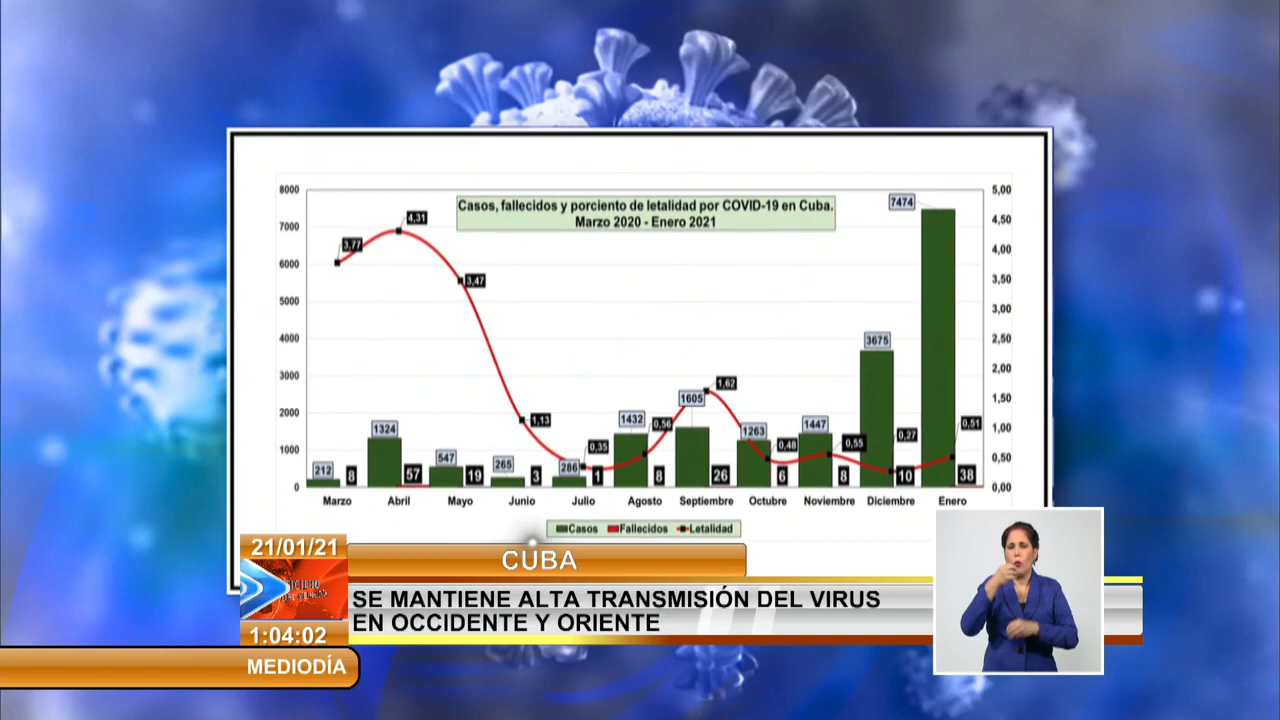 8000
7000
6000
5000
4000
3000
2000
1000
0
5,00
4,50
4,00
3,50
3,00
2,50
2,00
1,50
1,00
0,50
0,00
Casos, fallecidos y porciento de letalidad por COVID-19 en Cuba.
Marzo 2020 - Enero 2021
3,77
4,31
3,47
1,13
0,35
0,56
1,62
0,48
0,55
0,27
0,51
212
1324
547
265
286
1432
1605
1263
1447
3675
7474
8
57
19
3
1
8
26
6
8
10
38
Marzo
Abril
Mayo
Junio
Julio
Agosto
Septiembre
Octubre
Noviembre
Diciembre
Enero
Casos
Fallecidos
Letalidad
21/01/21
CUBA
SE MANTIENE ALTA TRANSMISIÓN DEL VIRUS
EN OCCIDENTE Y ORIENTE
1:04:02
MEDIODÍA